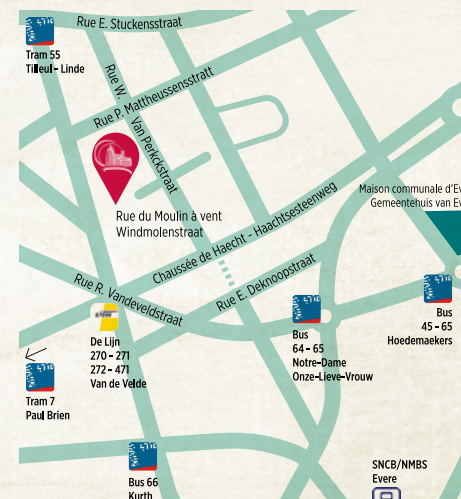 Rue E. Stuckensstraat
Tram 55
Tilleul - Linde
Rue W.
Van Perkckstraat
Rue P. Mattheussensstratt
Rue du Moulin à vent
Windmolenstraat
Maison communale d'Ev
Gemeentehuis van Ev
Chaussée de Haecht - Haachtsesteenweg
Rue R. Vandeveldstraat
Rue E. Deknoopstraat
De Lijn
270 - 271
272 - 471
Van de Velde
Bus
64 - 65
Notre-Dame
Onze-Lieve-Vrouw
Bus
45 - 65
Hoedemaekers
Tram 7
Paul Brien
Bus 66
Kurth
SNCB/NMBS
Evere